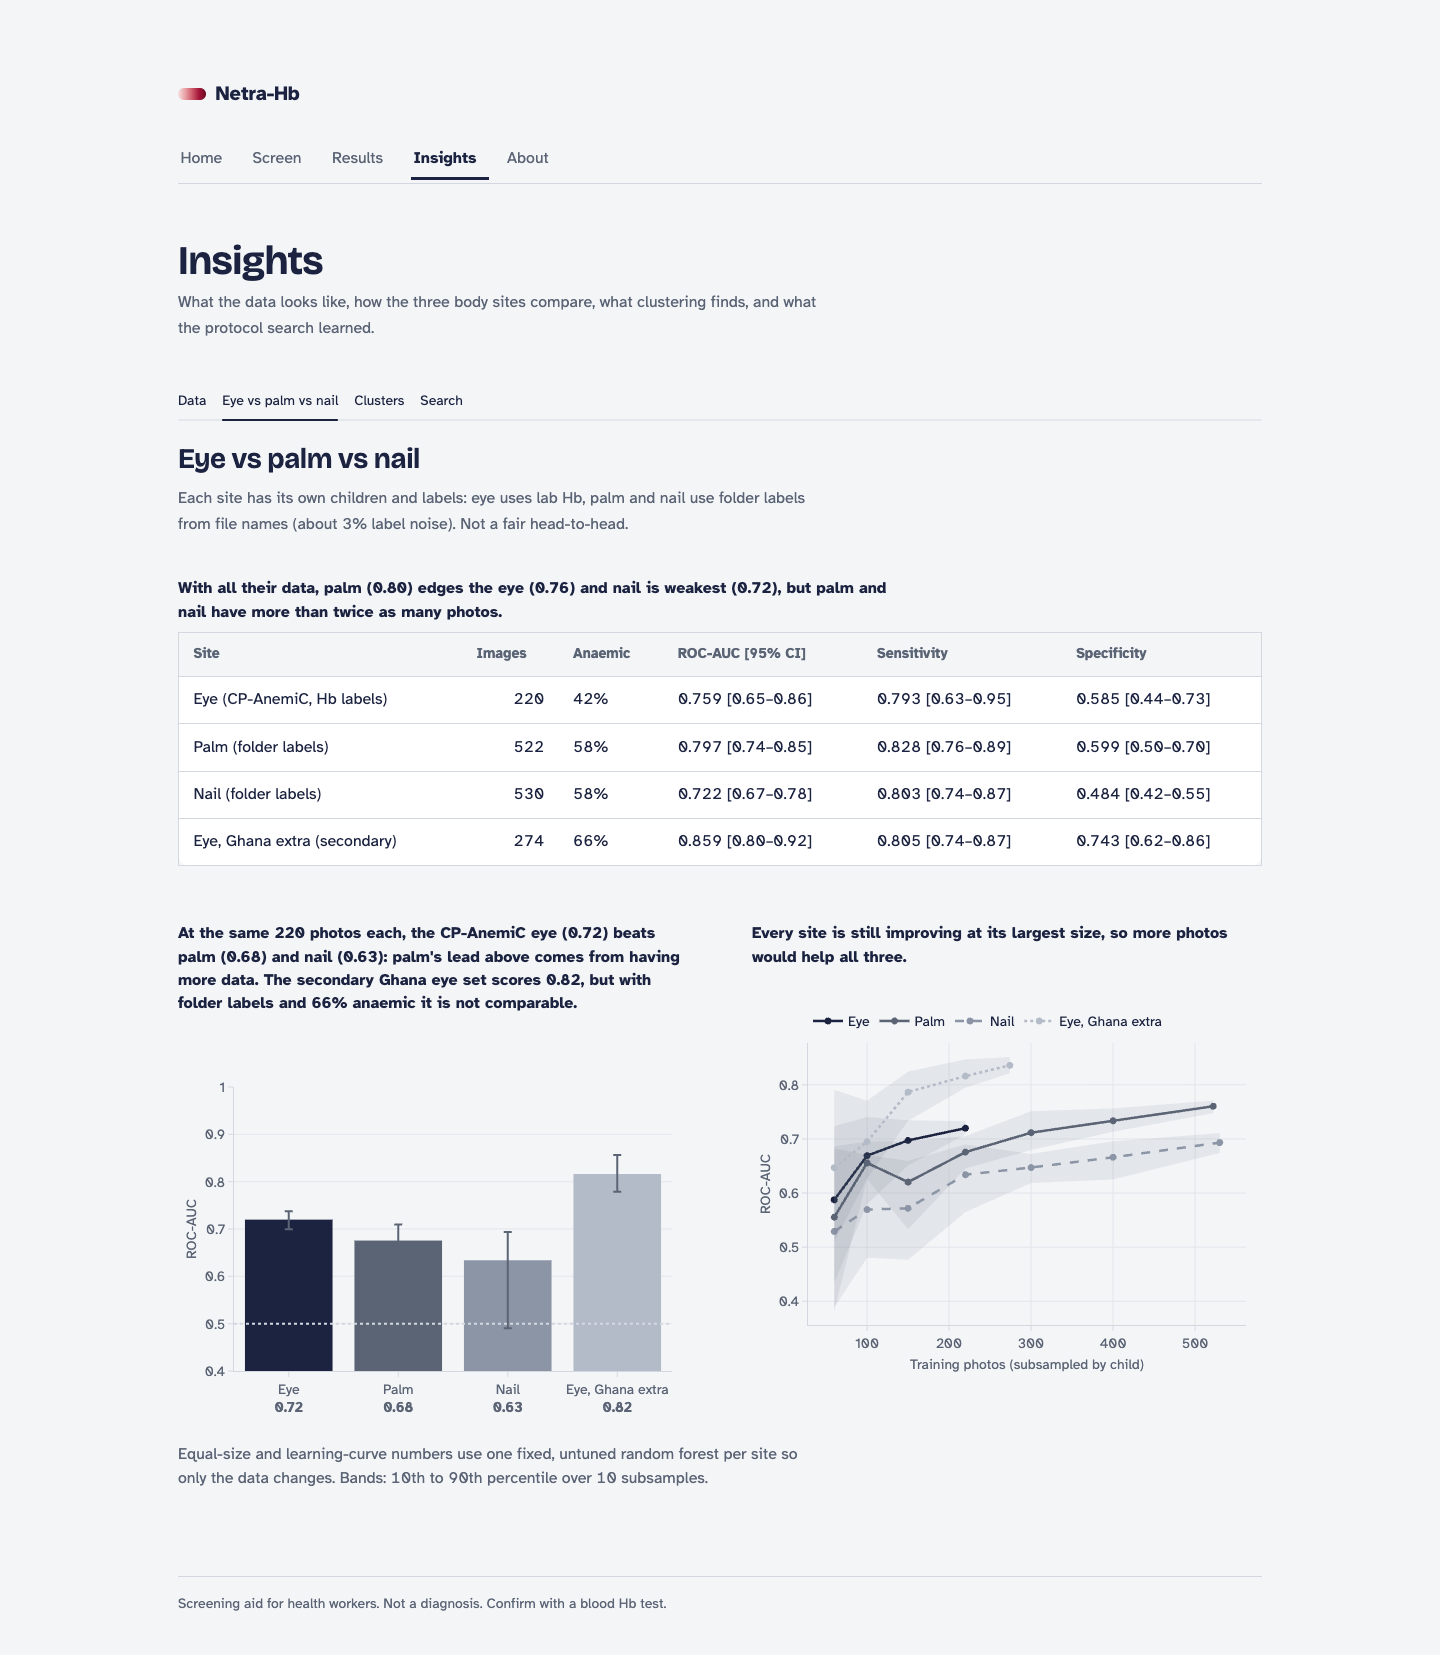 Netra-Hb
Home Screen Results Insights About
Insights
What the data looks like, how the three body sites compare, what clustering finds, and what
the protocol search learned.
Data Eye vs palm vs nail Clusters Search
Eye vs palm vs nail
Each site has its own children and labels: eye uses lab Hb, palm and nail use folder labels
from file names (about 3% label noise). Not a fair head-to-head.
With all their data, palm (0.80) edges the eye (0.76) and nail is weakest (0.72), but palm and
nail have more than twice as many photos.
Site Images Anaemic ROC-AUC [95% CI] Sensitivity Specificity
Eye (CP-AnemiC, Hb labels) 220 42% 0.759 [0.65–0.86] 0.793 [0.63–0.95] 0.585 [0.44–0.73]
Palm (folder labels) 522 58% 0.797 [0.74–0.85] 0.828 [0.76–0.89] 0.599 [0.50–0.70]
Nail (folder labels) 530 58% 0.722 [0.67–0.78] 0.803 [0.74–0.87] 0.484 [0.42–0.55]
Eye, Ghana extra (secondary) 274 66% 0.859 [0.80–0.92] 0.805 [0.74–0.87] 0.743 [0.62–0.86]
At the same 220 photos each, the CP-AnemiC eye (0.72) beats
palm (0.68) and nail (0.63): palm's lead above comes from having
more data. The secondary Ghana eye set scores 0.82, but with
folder labels and 66% anaemic it is not comparable.
1
0.9
0.8
0.7
0.6
0.5
0.4
ROC-AUC
Eye Palm Nail Eye, Ghana extra
0.72 0.68 0.63 0.82
Every site is still improving at its largest size, so more photos
would help all three.
Eye Palm Nail Eye, Ghana extra
0.8
0.7
0.6
0.5
0.4
ROC-AUC
100 200 300 400 500
Training photos (subsampled by child)
Equal-size and learning-curve numbers use one fixed, untuned random forest per site so
only the data changes. Bands: 10th to 90th percentile over 10 subsamples.
Screening aid for health workers. Not a diagnosis. Confirm with a blood Hb test.